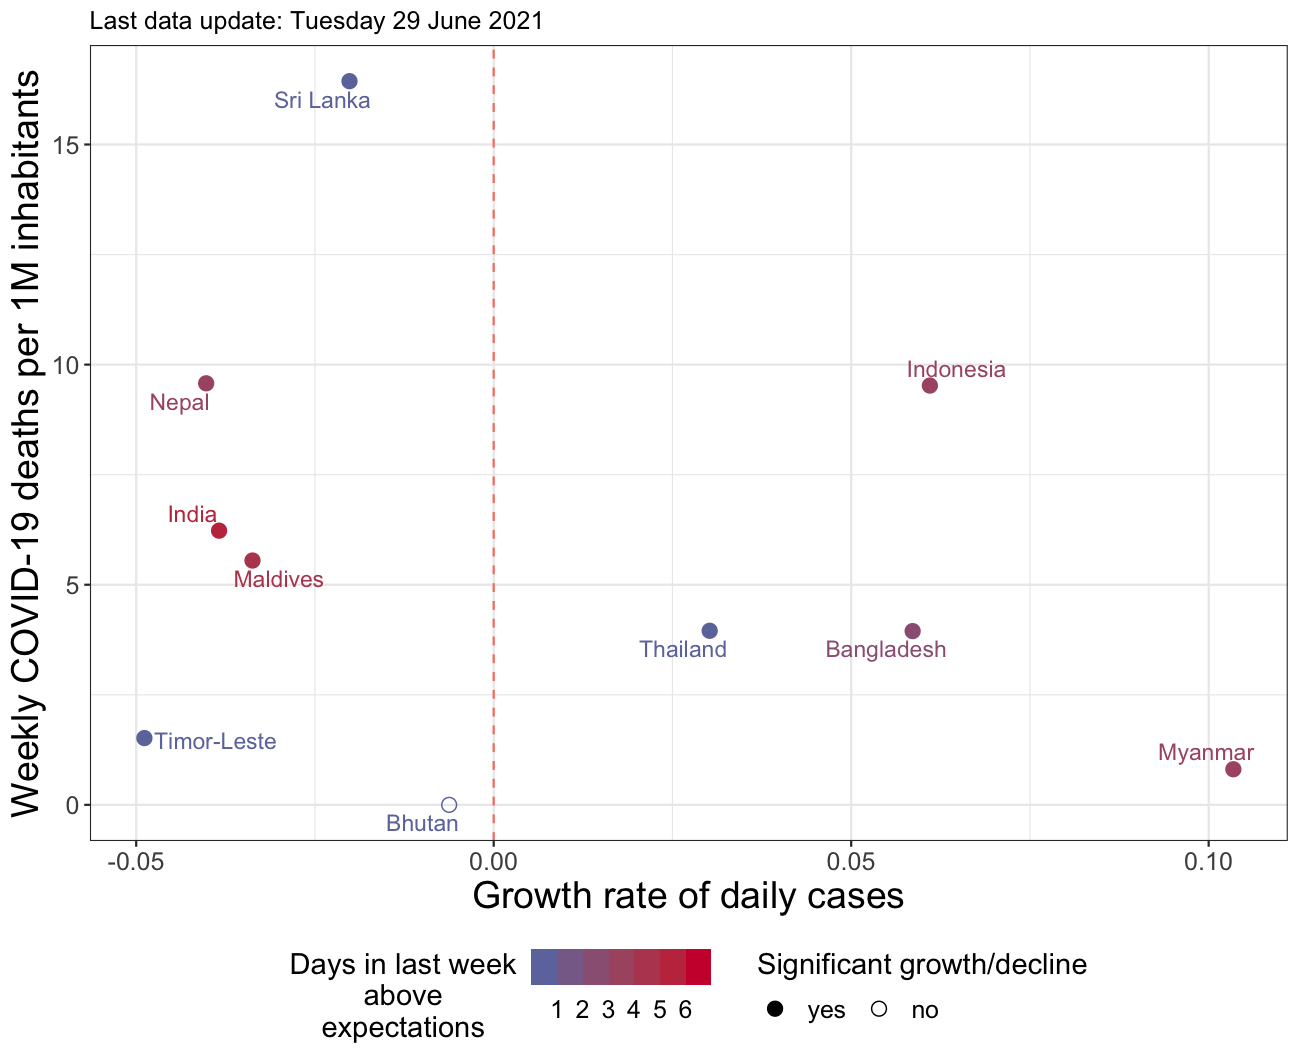 Last data update: Tuesday 29 June 2021
Weekly COVID-19 deaths per 1M inhabitants
15
10
5
0
Sri Lanka
Nepal
Indonesia
India
Maldives
Thailand
Bangladesh
Timor-Leste
Myanmar
Bhutan
-0.05 0.00 0.05 0.10
Growth rate of daily cases
Days in last week
above
expectations
1 2 3 4 5 6
Significant growth/decline
yes no